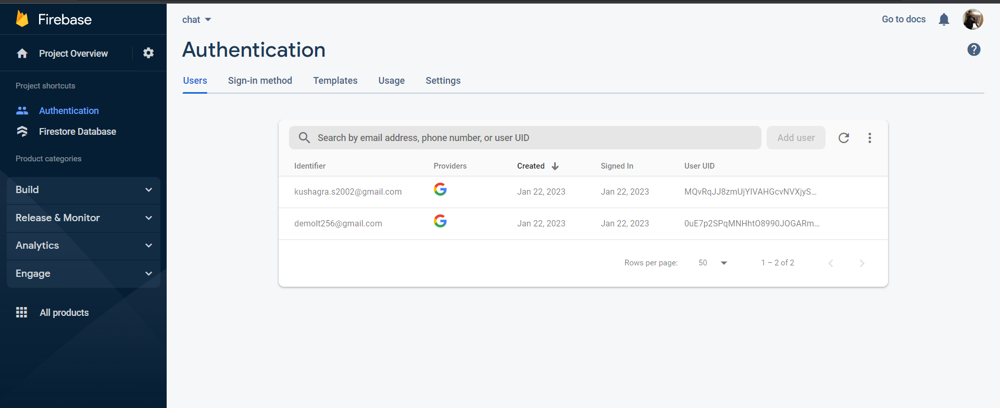 Firebase
Project Overview
Project shortcuts
Authentication
Firestore Database
Product categories
Build
Release & Monitor
Analytics
Engage
All products
chat
Go to docs
Authentication
Users Sign-in method Templates Usage Settings
Search by email address, phone number, or user UID Add user
Identifier Providers Created Signed In User UID
kushagra.s2002@gmail.com Jan 22, 2023 Jan 22, 2023 MQvRqJJ8zmUjYIVAHGcvNVXjyS...
demolt256@gmail.com Jan 22, 2023 Jan 22, 2023 0uE7p2SPqMNHhtO8990JOGARm...
Rows per page: 50 1 – 2 of 2